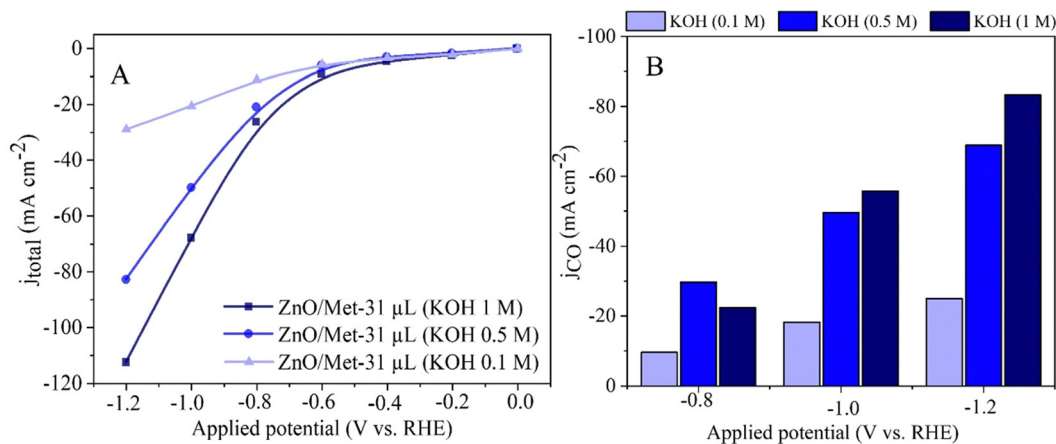 A
j_total (mA cm⁻²)
0
-20
-40
-60
-80
-100
-120
ZnO/Met-31 µL (KOH 1 M)
ZnO/Met-31 µL (KOH 0.5 M)
ZnO/Met-31 µL (KOH 0.1 M)
-1.2 -1.0 -0.8 -0.6 -0.4 -0.2 0.0
Applied potential (V vs. RHE)
KOH (0.1 M) KOH (0.5 M) KOH (1 M)
B
jCO (mA cm⁻²)
-100
-80
-60
-40
-20
0
-0.8 -1.0 -1.2
Applied potential (V vs. RHE)